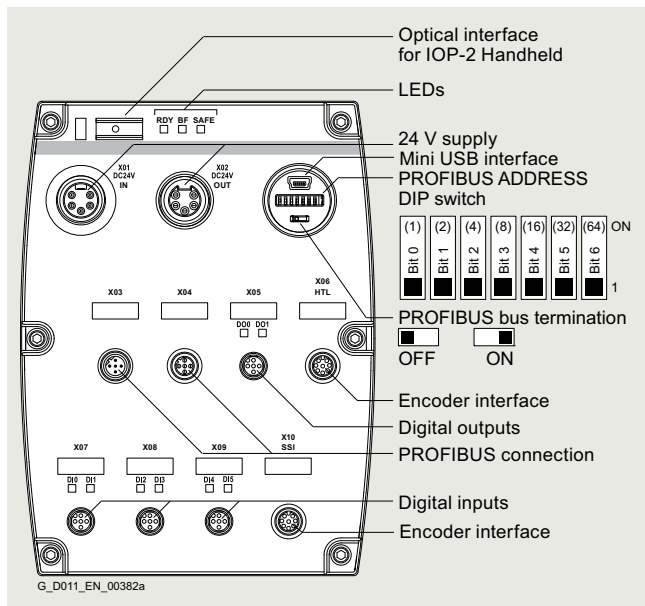 Optical interface
for IOP-2 Handheld
LEDs
RDY BF SAFE
24 V supply
Mini USB interface
PROFIBUS ADDRESS
DIP switch
X01
DC24V
IN
X02
DC24V
OUT
(1) (2) (4) (8) (16) (32) (64) ON
Bit 0 Bit 1 Bit 2 Bit 3 Bit 4 Bit 5 Bit 6
1
X03 X04 X05 X06
HTL
DO0 DO1
PROFIBUS bus termination
OFF ON
Encoder interface
Digital outputs
PROFIBUS connection
X07 X08 X09 X10
SSI
DI0 DI1 DI2 DI3 DI4 DI5
Digital inputs
Encoder interface
G_D011_EN_00382a